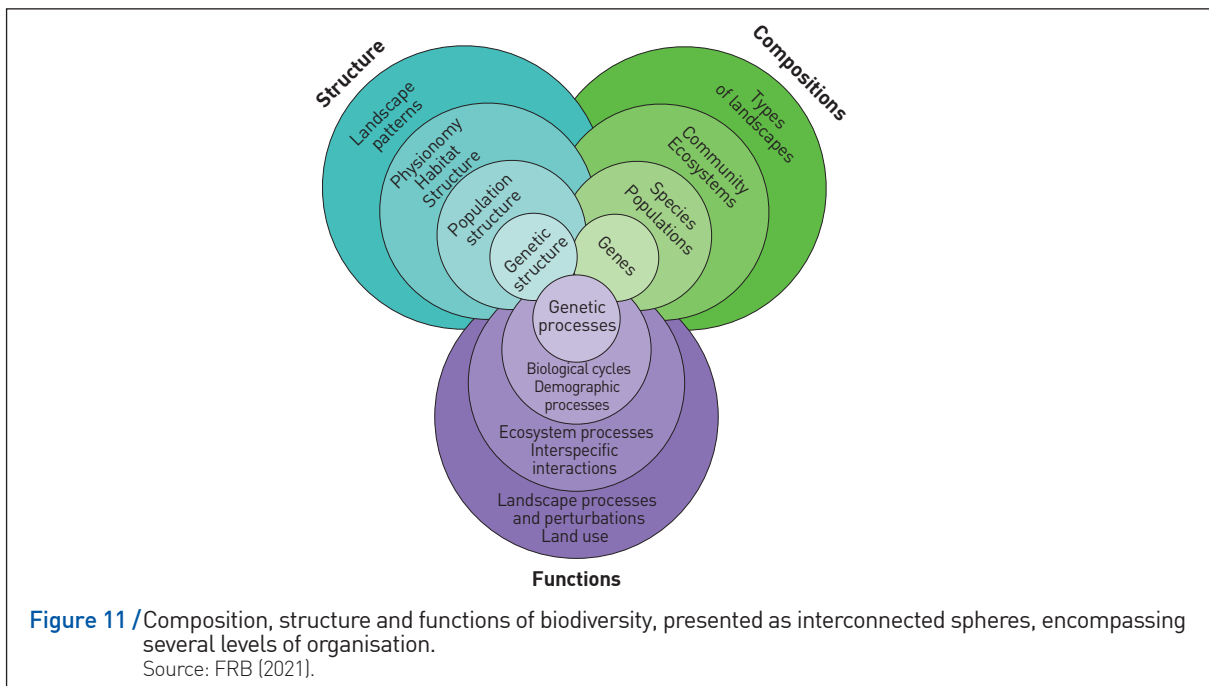 Structure
Landscape
patterns
Physionomy
Habitat
Structure
Population
structure
Genetic
structure
Compositions
Types
of landscapes
Community
Ecosystems
Species
Populations
Genes
Genetic
processes
Biological cycles
Demographic
processes
Ecosystem processes
Interspecific
interactions
Landscape processes
and perturbations
Land use
Functions
Figure 11 / Composition, structure and functions of biodiversity, presented as interconnected spheres, encompassing
several levels of organisation.
Source: FRB (2021).